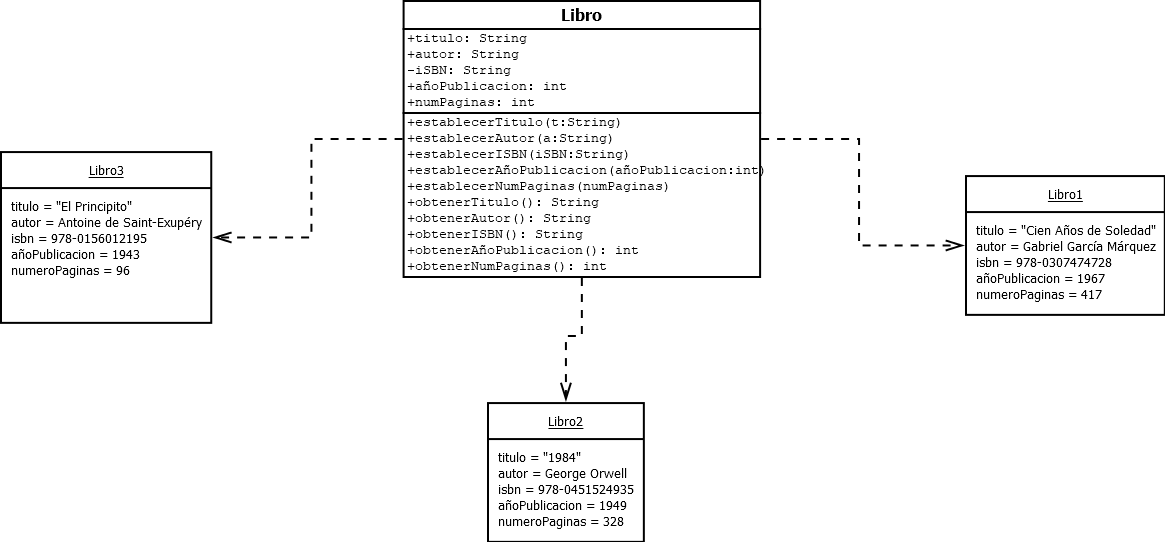 Libro
+titulo: String
+autor: String
-iSBN: String
+añoPublicacion: int
+numPaginas: int
+establecerTitulo(t:String)
+establecerAutor(a:String)
+establecerISBN(iSBN:String)
+establecerAñoPublicacion(añoPublicacion:int)
+establecerNumPaginas(numPaginas)
+obtenerTitulo(): String
+obtenerAutor(): String
+obtenerISBN(): String
+obtenerAñoPublicacion(): int
+obtenerNumPaginas(): int
Libro3
titulo = "El Principito"
autor = Antoine de Saint-Exupéry
isbn = 978-0156012195
añoPublicacion = 1943
numeroPaginas = 96
Libro1
titulo = "Cien Años de Soledad"
autor = Gabriel García Márquez
isbn = 978-0307474728
añoPublicacion = 1967
numeroPaginas = 417
Libro2
titulo = "1984"
autor = George Orwell
isbn = 978-0451524935
añoPublicacion = 1949
numeroPaginas = 328